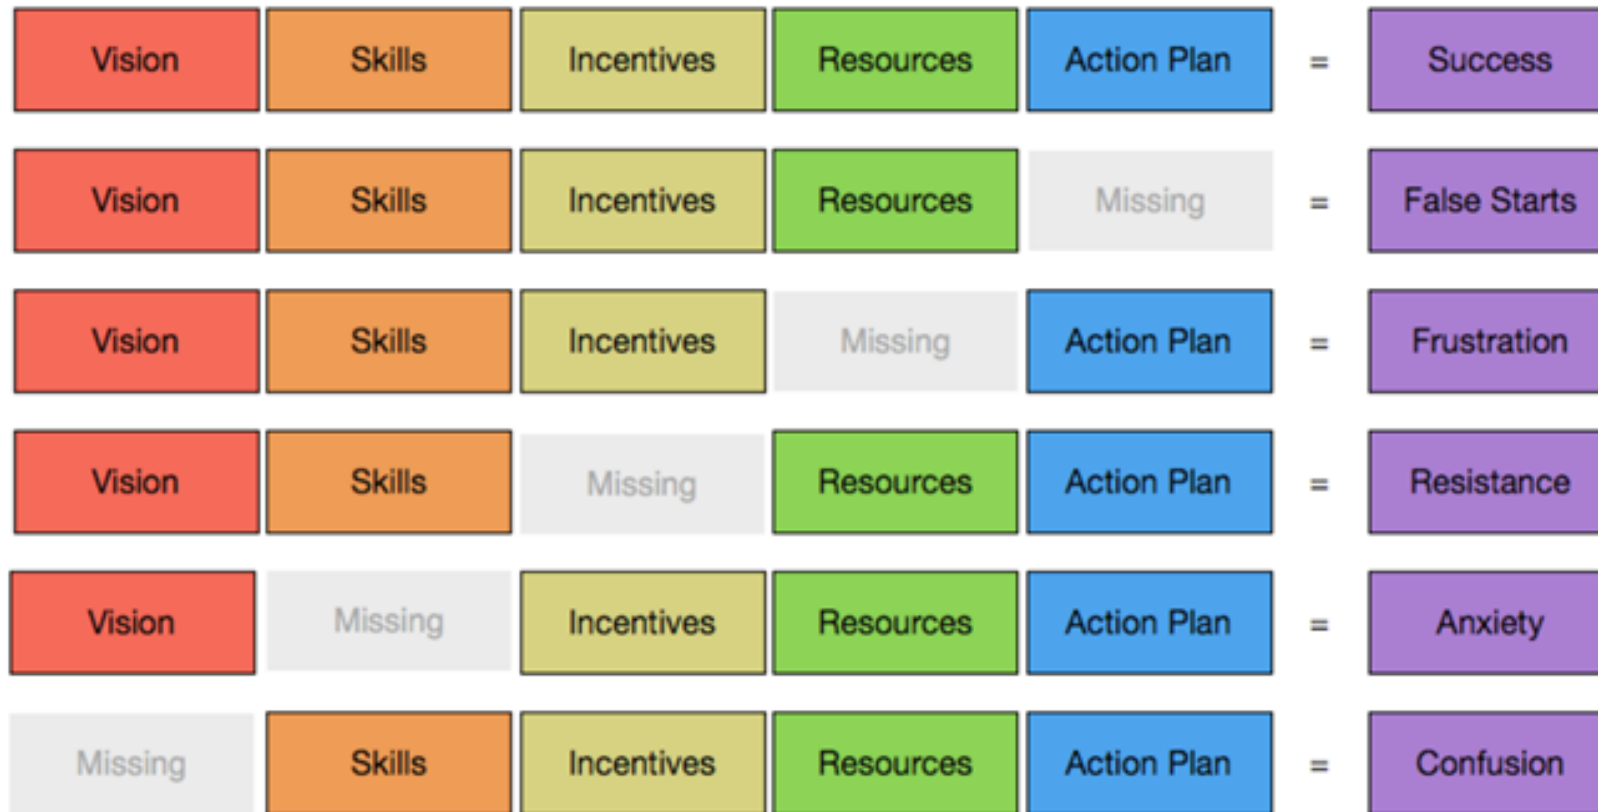 Vision Skills Incentives Resources Action Plan = Success
Vision Skills Incentives Resources Missing = False Starts
Vision Skills Incentives Missing Action Plan = Frustration
Vision Skills Missing Resources Action Plan = Resistance
Vision Missing Incentives Resources Action Plan = Anxiety
Missing Skills Incentives Resources Action Plan = Confusion